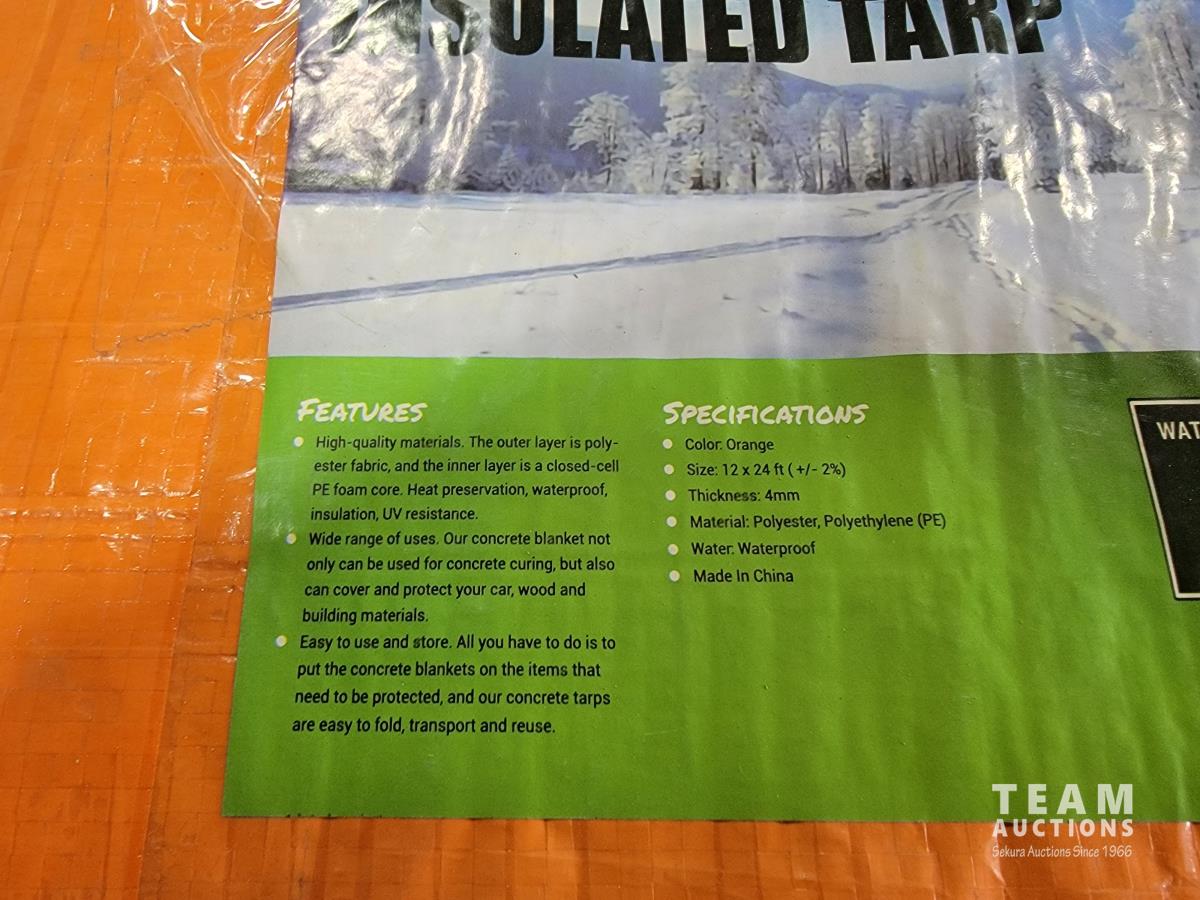 INSULATED TARP
FEATURES
High-quality materials. The outer layer is poly-
ester fabric, and the inner layer is a closed-cell
PE foam core. Heat preservation, waterproof,
insulation, UV resistance.
Wide range of uses. Our concrete blanket not
only can be used for concrete curing, but also
can cover and protect your car, wood and
building materials.
Easy to use and store. All you have to do is to
put the concrete blankets on the items that
need to be protected, and our concrete tarps
are easy to fold, transport and reuse.
SPECIFICATIONS
Color: Orange
Size: 12 x 24 ft ( +/- 2%)
Thickness: 4mm
Material: Polyester, Polyethylene (PE)
Water: Waterproof
Made In China
WAT
TEAM
AUCTIONS
Sekura Auctions Since 1966